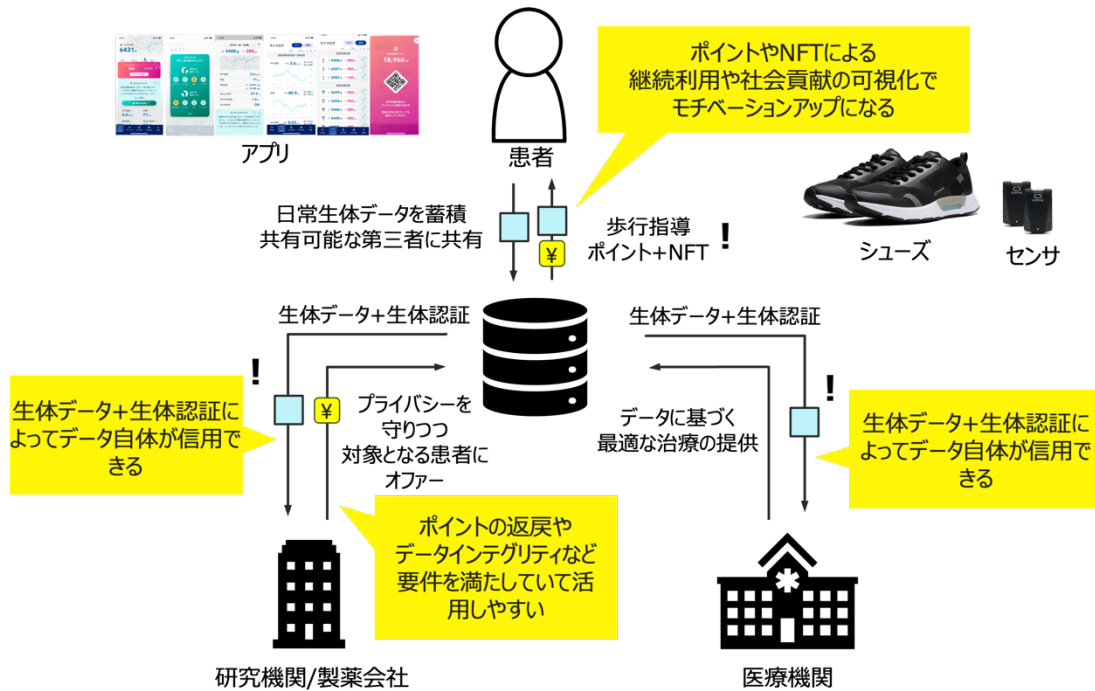 6431
18,960
アプリ
患者
ポイントやNFTによる
継続利用や社会貢献の可視化で
モチベーションアップになる
日常生体データを蓄積
共有可能な第三者に共有
¥
歩行指導
ポイント+NFT
!
シューズ
センサ
生体データ+生体認証
生体データ+生体認証
!
生体データ+生体認証に
よってデータ自体が信用で
きる
¥
プライバシーを
守りつつ
対象となる患者に
オファー
データに基づく
最適な治療の提供
!
生体データ+生体認証に
よってデータ自体が信用で
きる
ポイントの返戻や
データインテグリティなど
要件を満たしていて活
用しやすい
研究機関/製薬会社
医療機関